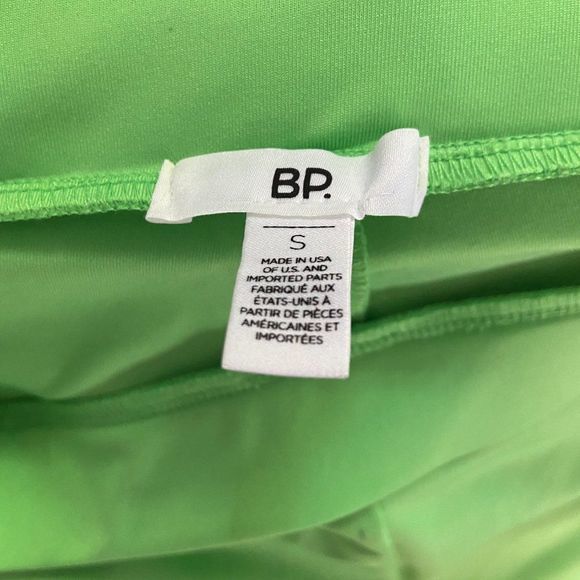 BP.
S
MADE IN USA
OF U.S. AND
IMPORTED PARTS
FABRIQUÉ AUX
ÉTATS-UNIS À
PARTIR DE PIÈCES
AMÉRICAINES ET
IMPORTÉES